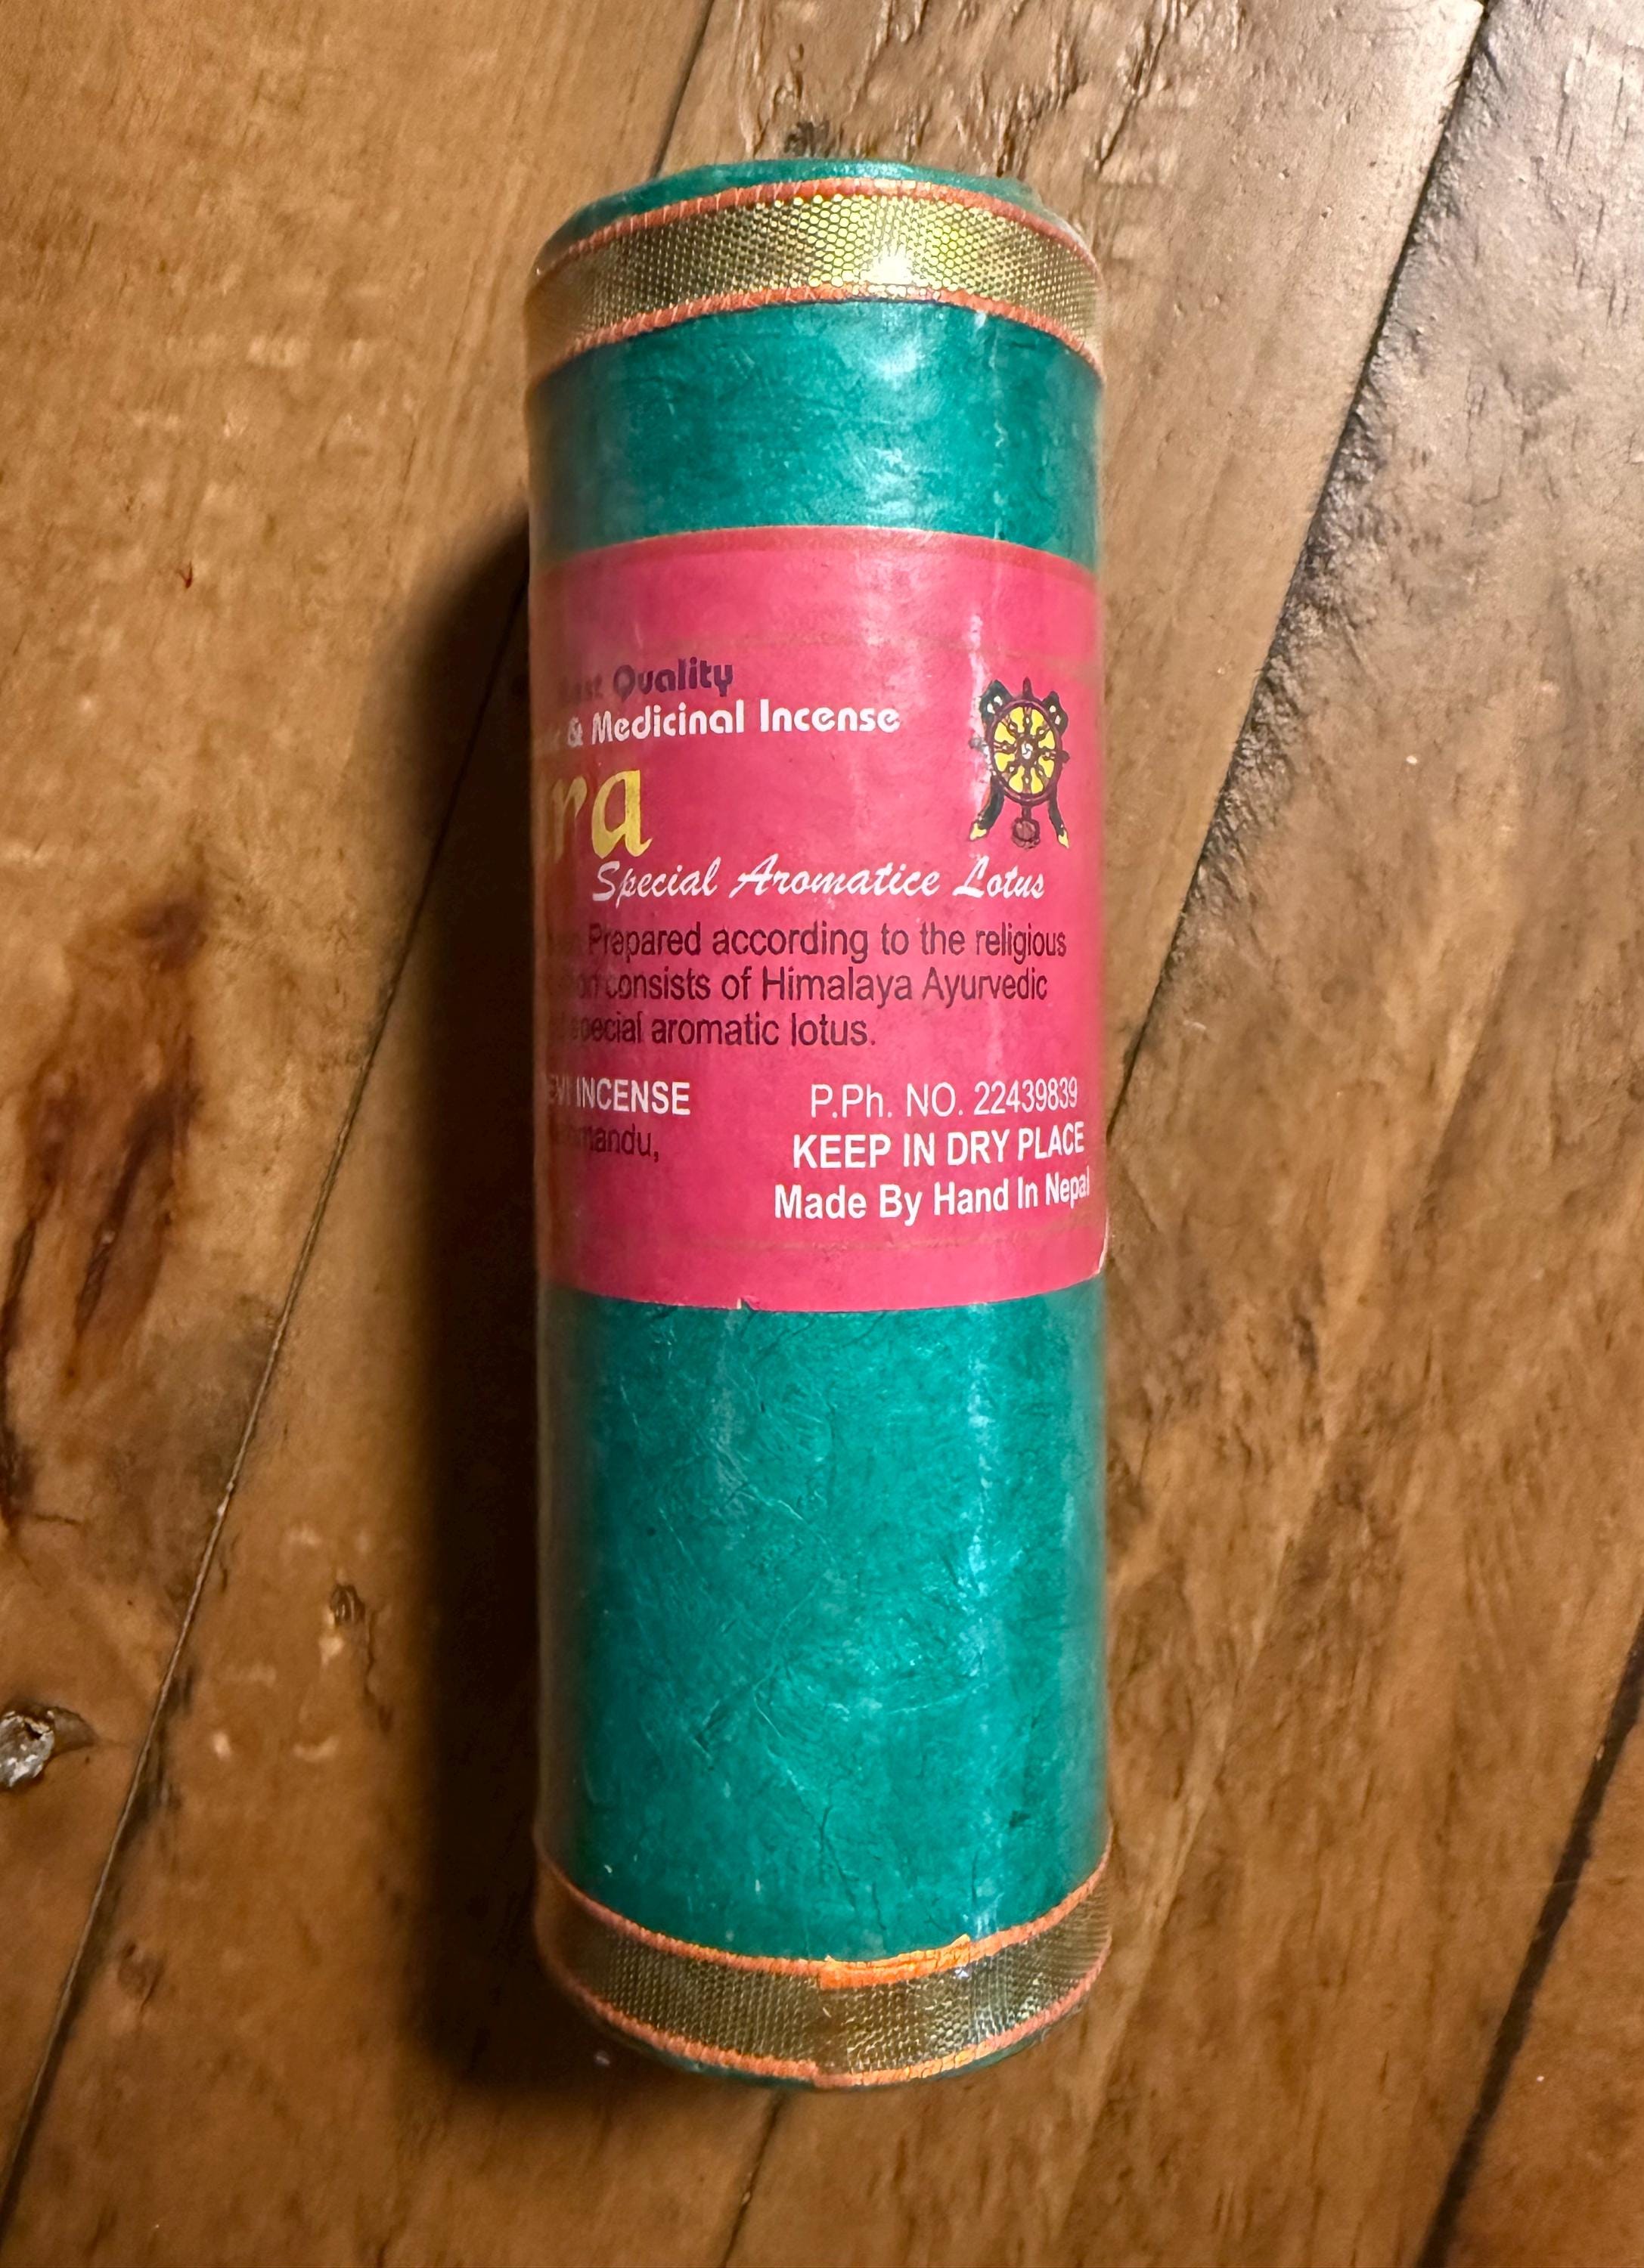 Quality
& Medicinal Incense
Special Aromatice Lotus
Prepared according to the religious
consists of Himalaya Ayurvedic
special aromatic lotus.
INCENSE
P.Ph. NO. 22439839
KEEP IN DRY PLACE
Made By Hand In Nepal